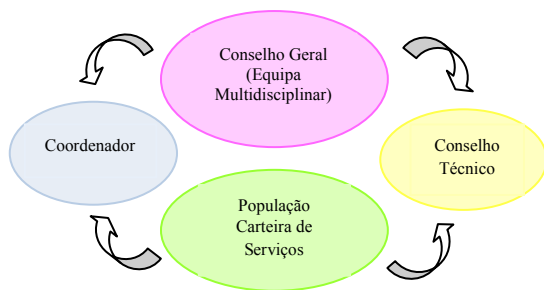 Conselho Geral
(Equipa
Multidisciplinar)
Coordenador
Conselho
Técnico
População
Carteira de
Serviços